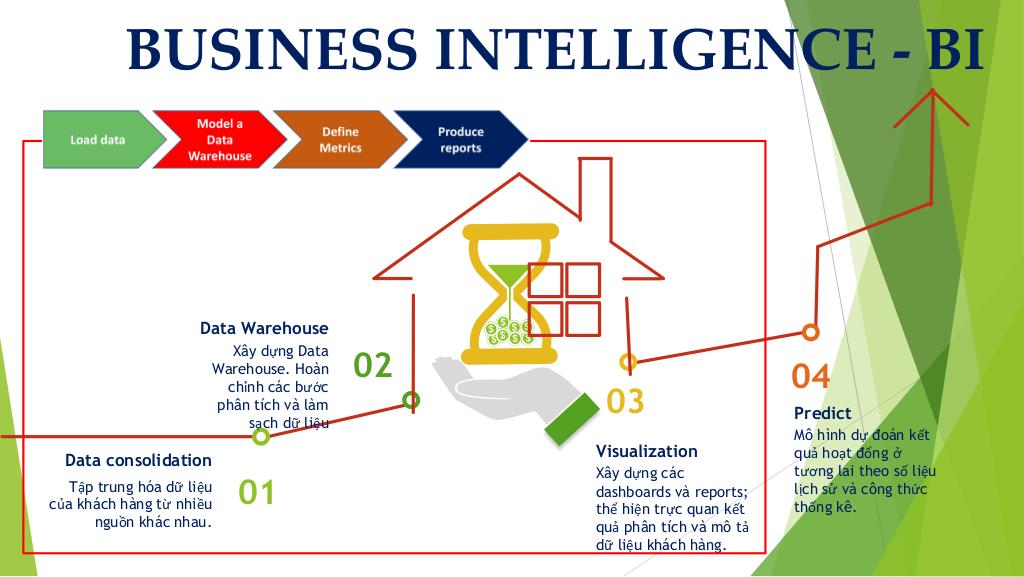 BUSINESS INTELLIGENCE - BI
Load data
Model a
Data
Warehouse
Define
Metrics
Produce
reports
Data Warehouse
Xây dựng Data
Warehouse. Hoàn
chỉnh các bước
phân tích và làm
sạch dữ liệu
02
Data consolidation
Tập trung hóa dữ liệu
của khách hàng từ nhiều
nguồn khác nhau.
01
03
Visualization
Xây dựng các
dashboards và reports;
thể hiện trực quan kết
quả phân tích và mô tả
dữ liệu khách hàng.
04
Predict
Mô hình dự đoán kết
quả hoạt đổng ở
tương lai theo số liệu
lịch sử và công thức
thống kê.